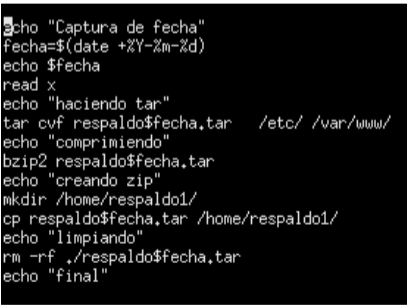 echo "Captura de fecha"
fecha=$(date +%Y-%m-%d)
echo $fecha
read x
echo "haciendo tar"
tar cvf respaldo$fecha.tar   /etc/ /var/www/
echo "comprimiendo"
bzip2 respaldo$fecha.tar
echo "creando zip"
mkdir /home/respaldo1/
cp respaldo$fecha.tar /home/respaldo1/
echo "limpiando"
rm -rf ./respaldo$fecha.tar
echo "final"